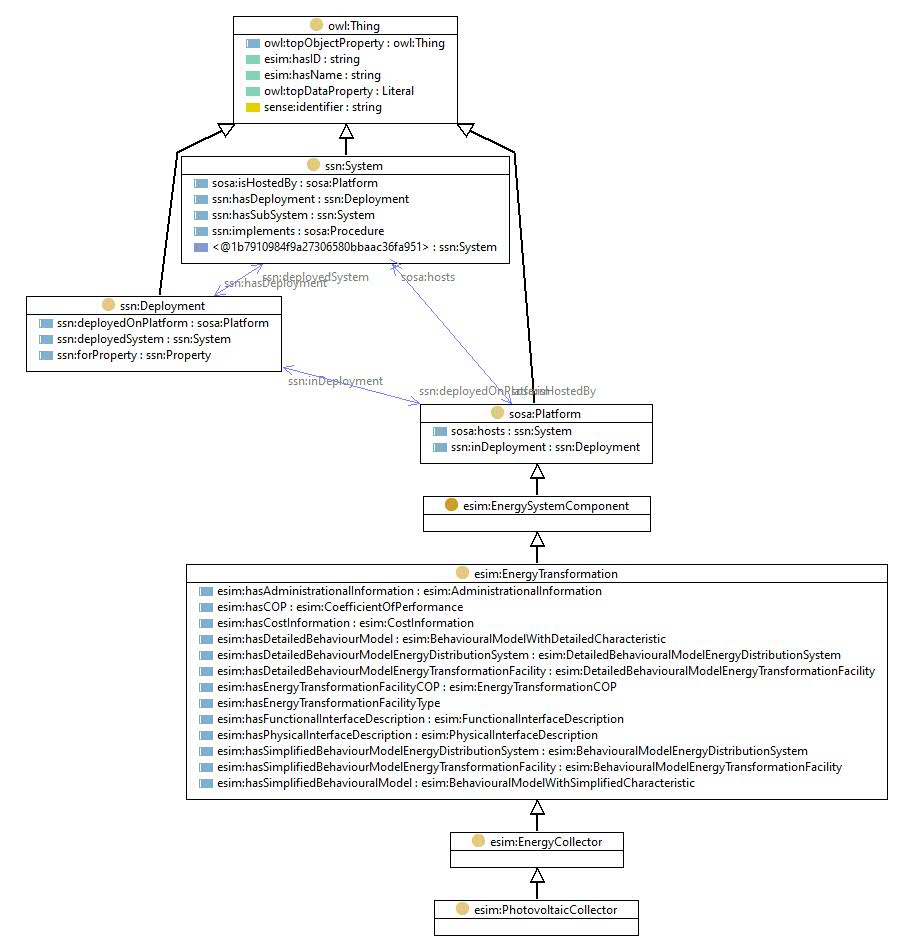 owl:Thing
owl:topObjectProperty : owl:Thing
esim:hasID : string
esim:hasName : string
owl:topDataProperty : Literal
sense:identifier : string
ssn:System
sosa:isHostedBy : sosa:Platform
ssn:hasDeployment : ssn:Deployment
ssn:hasSubSystem : ssn:System
ssn:implements : sosa:Procedure
<@1b7910984f9a27306580bbaac36fa951> : ssn:System
ssn:deployedSystem
sosa:hosts
ssn:hasDeployment
ssn:Deployment
ssn:deployedOnPlatform : sosa:Platform
ssn:deployedSystem : ssn:System
ssn:forProperty : ssn:Property
ssn:inDeployment
ssn:deployedOnPlatform
sosa:isHostedBy
sosa:Platform
sosa:hosts : ssn:System
ssn:inDeployment : ssn:Deployment
esim:EnergySystemComponent
esim:EnergyTransformation
esim:hasAdministrationalInformation : esim:AdministrationalInformation
esim:hasCOP : esim:CoefficientOfPerformance
esim:hasCostInformation : esim:CostInformation
esim:hasDetailedBehaviourModel : esim:BehaviouralModelWithDetailedCharacteristic
esim:hasDetailedBehaviourModelEnergyDistributionSystem : esim:DetailedBehaviouralModelEnergyDistributionSystem
esim:hasDetailedBehaviourModelEnergyTransformationFacility : esim:DetailedBehaviouralModelEnergyTransformationFacility
esim:hasEnergyTransformationFacilityCOP : esim:EnergyTransformationCOP
esim:hasEnergyTransformationFacilityType
esim:hasFunctionalInterfaceDescription : esim:FunctionalInterfaceDescription
esim:hasPhysicalInterfaceDescription : esim:PhysicalInterfaceDescription
esim:hasSimplifiedBehaviourModelEnergyDistributionSystem : esim:BehaviouralModelEnergyDistributionSystem
esim:hasSimplifiedBehaviourModelEnergyTransformationFacility : esim:BehaviouralModelEnergyTransformationFacility
esim:hasSimplifiedBehaviouralModel : esim:BehaviouralModelWithSimplifiedCharacteristic
esim:EnergyCollector
esim:PhotovoltaicCollector